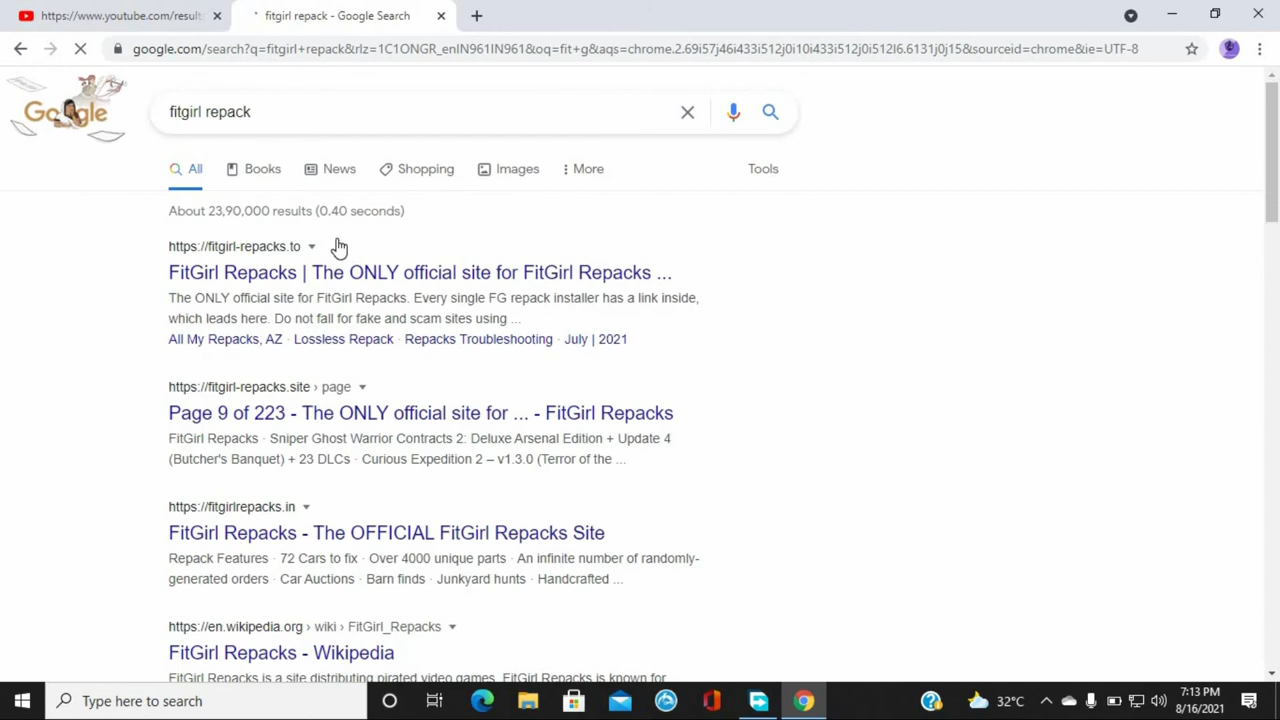 https://www.youtube.com/result
fitgirl repack - Google Search
google.com/search?q=fitgirl+repack&rlz=1C1ONGR_enIN961IN961&oq=fit+g&aqs=chrome.2.69i57j46i433i512j0i10i433i512j0i512l6.6131j0j15&sourceid=chrome&ie=UTF-8
Google
fitgirl repack
All Books News Shopping Images More Tools
About 23,90,000 results (0.40 seconds)
https://fitgirl-repacks.to
FitGirl Repacks | The ONLY official site for FitGirl Repacks ...
The ONLY official site for FitGirl Repacks. Every single FG repack installer has a link inside,
which leads here. Do not fall for fake and scam sites using ...
All My Repacks, AZ · Lossless Repack · Repacks Troubleshooting · July | 2021
https://fitgirl-repacks.site › page
Page 9 of 223 - The ONLY official site for ... - FitGirl Repacks
FitGirl Repacks · Sniper Ghost Warrior Contracts 2: Deluxe Arsenal Edition + Update 4
(Butcher's Banquet) + 23 DLCs · Curious Expedition 2 – v1.3.0 (Terror of the ...
https://fitgirlrepacks.in
FitGirl Repacks - The OFFICIAL FitGirl Repacks Site
Repack Features · 72 Cars to fix · Over 4000 unique parts · An infinite number of randomly-
generated orders · Car Auctions · Barn finds · Junkyard hunts · Handcrafted ...
https://en.wikipedia.org › wiki › FitGirl_Repacks
FitGirl Repacks - Wikipedia
FitGirl Repacks is a site distributing pirated video games. FitGirl Repacks is known for
Type here to search
32°C
7:13 PM
8/16/2021